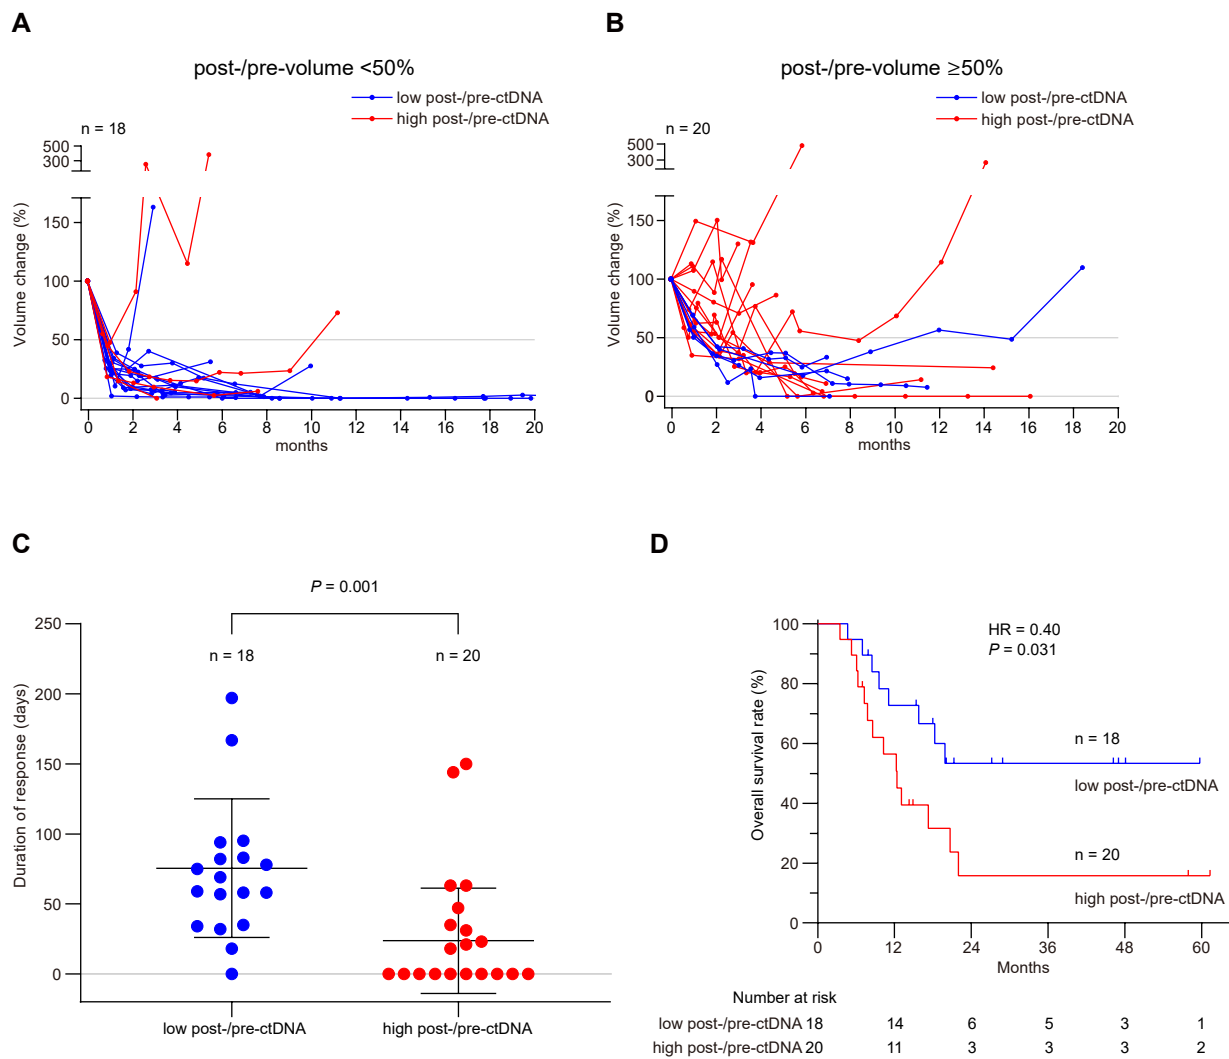 A
post-/pre-volume <50%
low post-/pre-ctDNA
high post-/pre-ctDNA
n = 18
500
300
150
100
50
0
Volume change (%)
0 2 4 6 8 10 12 14 16 18 20
months
B
post-/pre-volume ≥50%
low post-/pre-ctDNA
high post-/pre-ctDNA
n = 20
500
300
150
100
50
0
Volume change (%)
0 2 4 6 8 10 12 14 16 18 20
months
C
P = 0.001
n = 18
n = 20
250
200
150
100
50
0
Duration of response (days)
low post-/pre-ctDNA
high post-/pre-ctDNA
D
HR = 0.40
P = 0.031
100
80
60
40
20
0
Overall survival rate (%)
n = 18
low post-/pre-ctDNA
n = 20
high post-/pre-ctDNA
0 12 24 36 48 60
Months
Number at risk
low post-/pre-ctDNA 18 14 6 5 3 1
high post-/pre-ctDNA 20 11 3 3 3 2